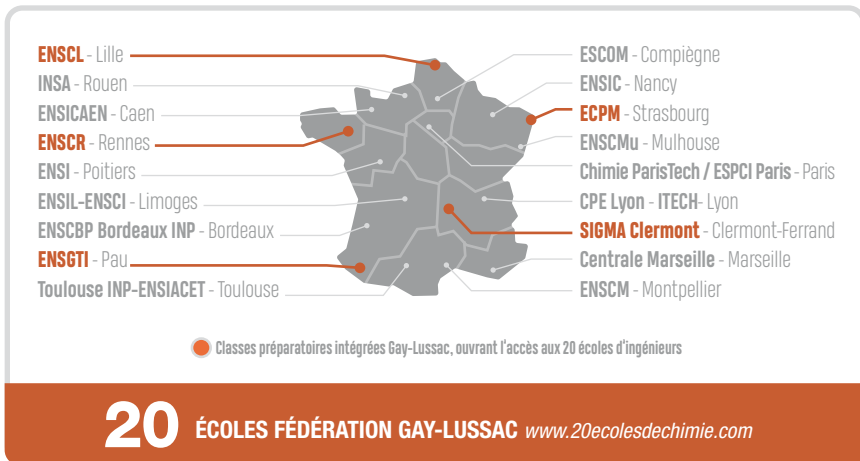 ENSCL - Lille
INSA - Rouen
ENSICAEN - Caen
ENSCR - Rennes
ENSI - Poitiers
ENSIL-ENSCI - Limoges
ENSCBP Bordeaux INP - Bordeaux
ENSGTI - Pau
Toulouse INP-ENSIACET - Toulouse
ESCOM - Compiègne
ENSIC - Nancy
ECPM - Strasbourg
ENSCMu - Mulhouse
Chimie ParisTech / ESPCI Paris - Paris
CPE Lyon - ITECH- Lyon
SIGMA Clermont - Clermont-Ferrand
Centrale Marseille - Marseille
ENSCM - Montpellier
Classes préparatoires intégrées Gay-Lussac, ouvrant l'accès aux 20 écoles d'ingénieurs
20 ÉCOLES FÉDÉRATION GAY-LUSSAC www.20ecolesdechimie.com